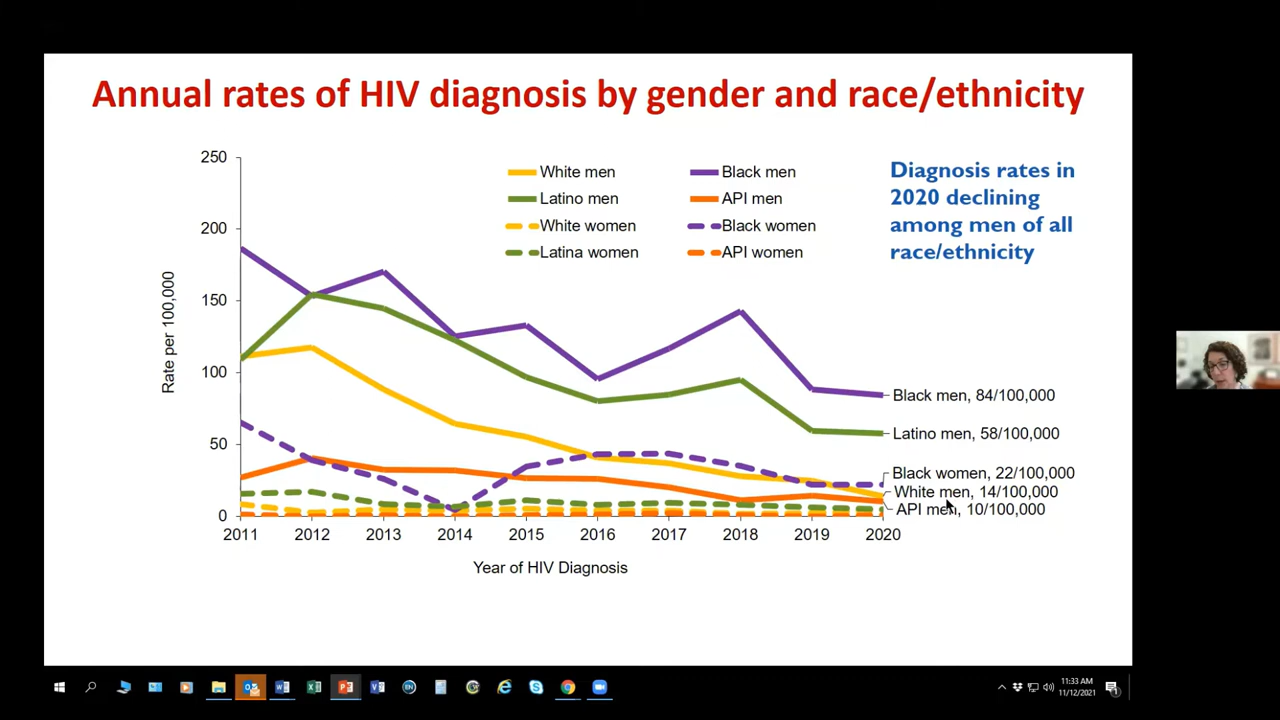 Annual rates of HIV diagnosis by gender and race/ethnicity
250
200
150
100
50
0
Rate per 100,000
White men
Black men
Latino men
API men
White women
Black women
Latina women
API women
Diagnosis rates in
2020 declining
among men of all
race/ethnicity
Black men, 84/100,000
Latino men, 58/100,000
Black women, 22/100,000
White men, 14/100,000
API men, 10/100,000
2011 2012 2013 2014 2015 2016 2017 2018 2019 2020
Year of HIV Diagnosis
11:33 AM
11/12/2021